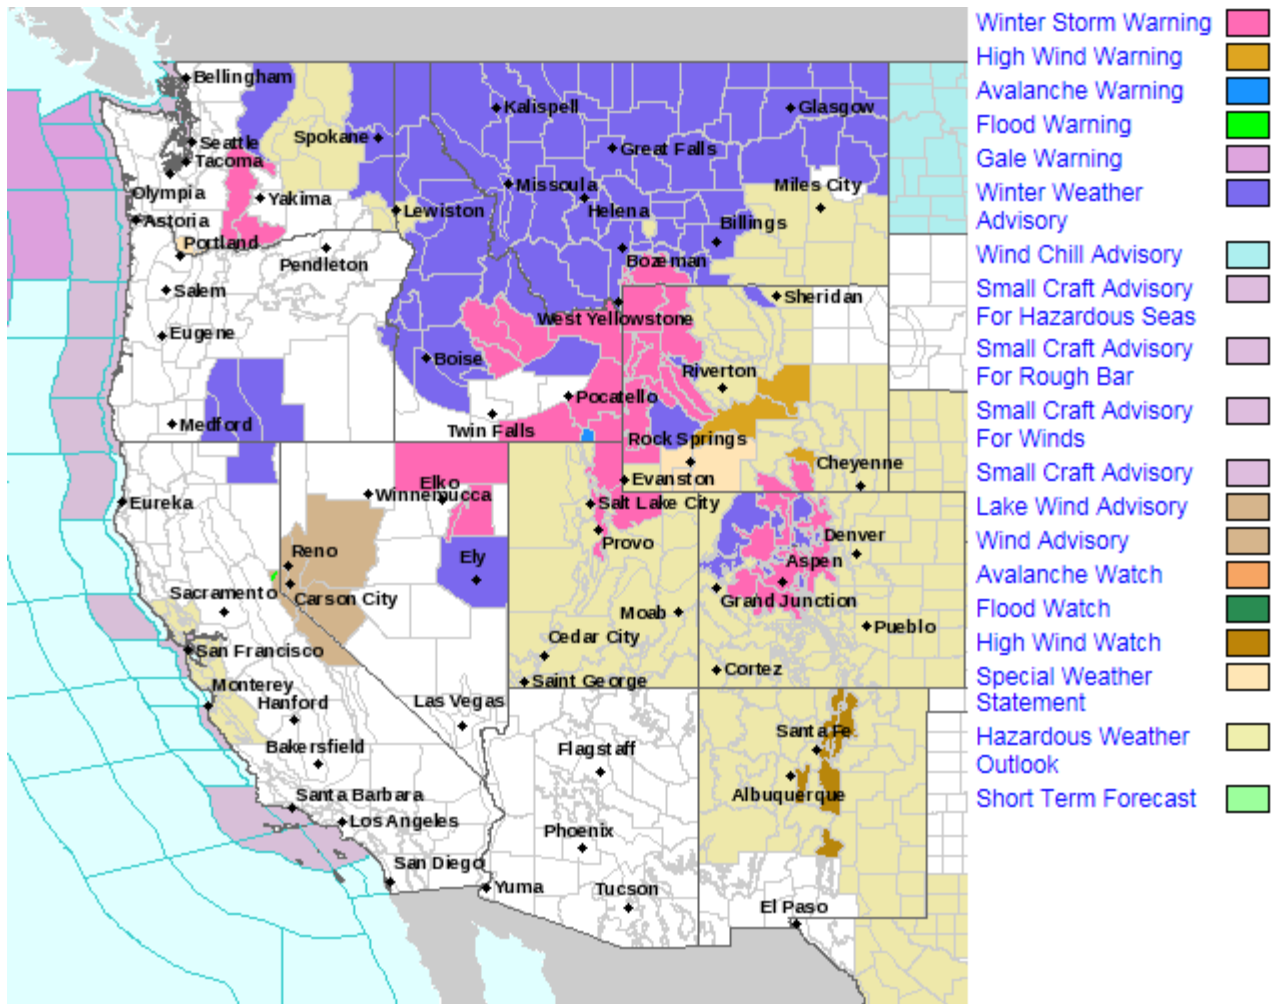 Winter Storm Warning
High Wind Warning
Avalanche Warning
Flood Warning
Gale Warning
Winter Weather
Advisory
Wind Chill Advisory
Small Craft Advisory
For Hazardous Seas
Small Craft Advisory
For Rough Bar
Small Craft Advisory
For Winds
Small Craft Advisory
Lake Wind Advisory
Wind Advisory
Avalanche Watch
Flood Watch
High Wind Watch
Special Weather
Statement
Hazardous Weather
Outlook
Short Term Forecast
Bellingham
Kalispell
Glasgow
Seattle
Spokane
Great Falls
Tacoma
Olympia
Yakima
Missoula
Miles City
Astoria
Lewiston
Helena
Billings
Portland
Pendleton
Bozeman
Salem
Sheridan
Eugene
West Yellowstone
Boise
Riverton
Pocatello
Medford
Twin Falls
Rock Springs
Cheyenne
Elko
Evanston
Eureka
Winnemucca
Salt Lake City
Reno
Provo
Denver
Ely
Aspen
Sacramento
Carson City
Grand Junction
Moab
Pueblo
San Francisco
Cedar City
Cortez
Monterey
Saint George
Hanford
Las Vegas
Santa Fe
Bakersfield
Flagstaff
Santa Barbara
Albuquerque
Los Angeles
Phoenix
San Diego
Yuma
Tucson
El Paso